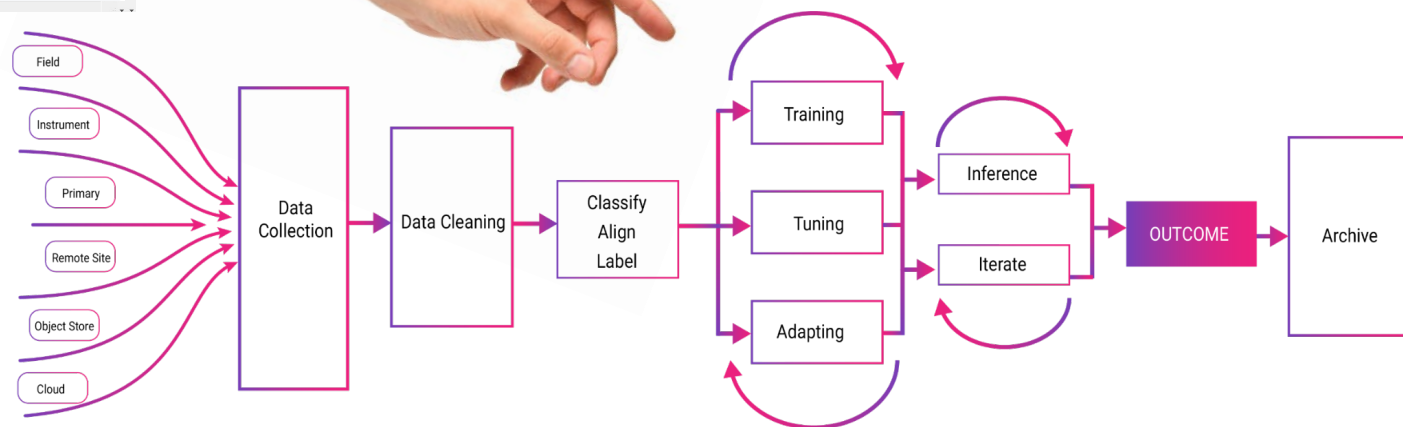 Field
Instrument
Primary
Remote Site
Object Store
Cloud
Data
Collection
Data Cleaning
Classify
Align
Label
Training
Tuning
Adapting
Inference
Iterate
OUTCOME
Archive